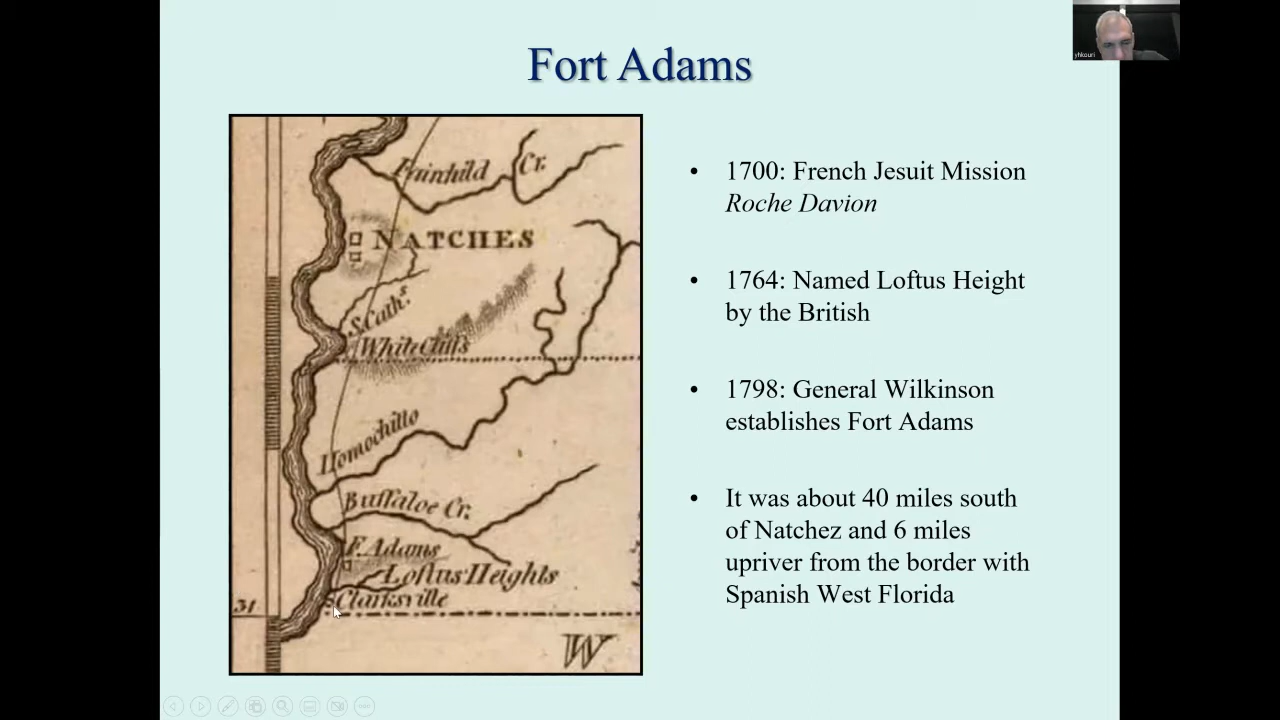 Fort Adams
yhkouri
Fairchild Cr.
NATCHES
S. Cath.s
White Cliffs
Homochitto
Buffaloe Cr.
F. Adams
Loftus Heights
Clarksville
31
W
• 1700: French Jesuit Mission
Roche Davion
• 1764: Named Loftus Height
by the British
• 1798: General Wilkinson
establishes Fort Adams
• It was about 40 miles south
of Natchez and 6 miles
upriver from the border with
Spanish West Florida